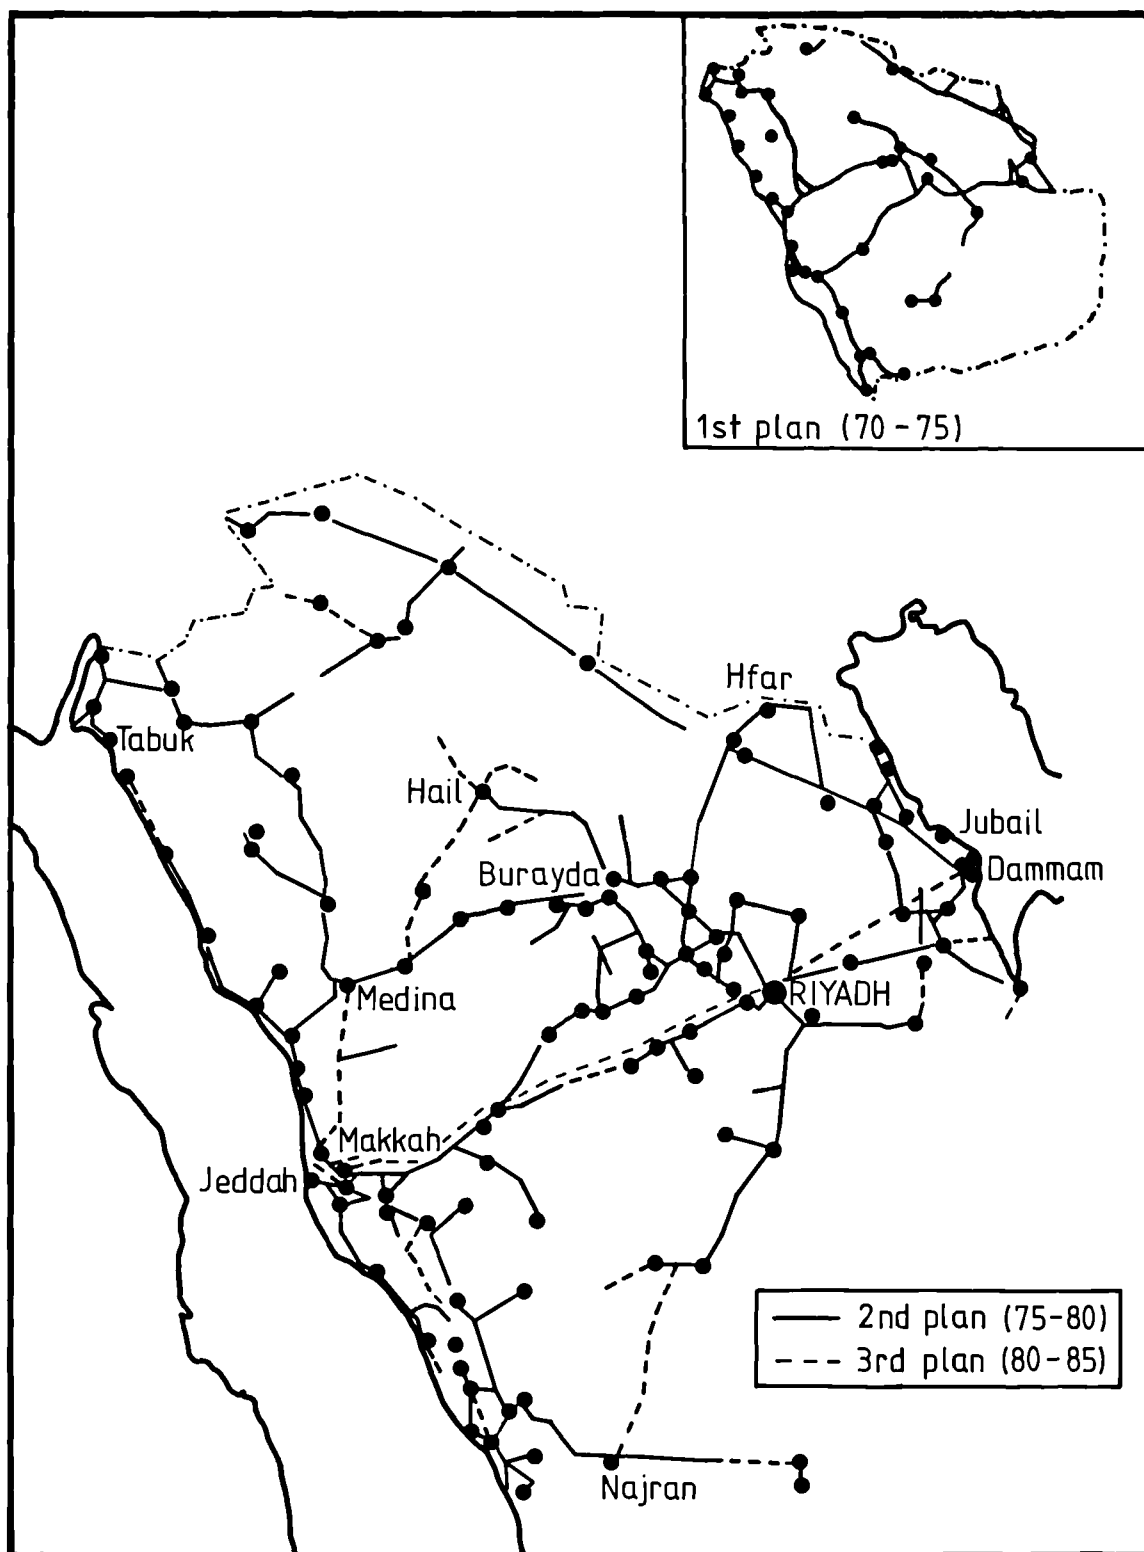 1st plan (70-75)
Hfar
Tabuk
Hail
Jubail
Burayda
Dammam
Medina
RIYADH
Makkah
Jeddah
2nd plan (75-80)
3rd plan (80-85)
Najran